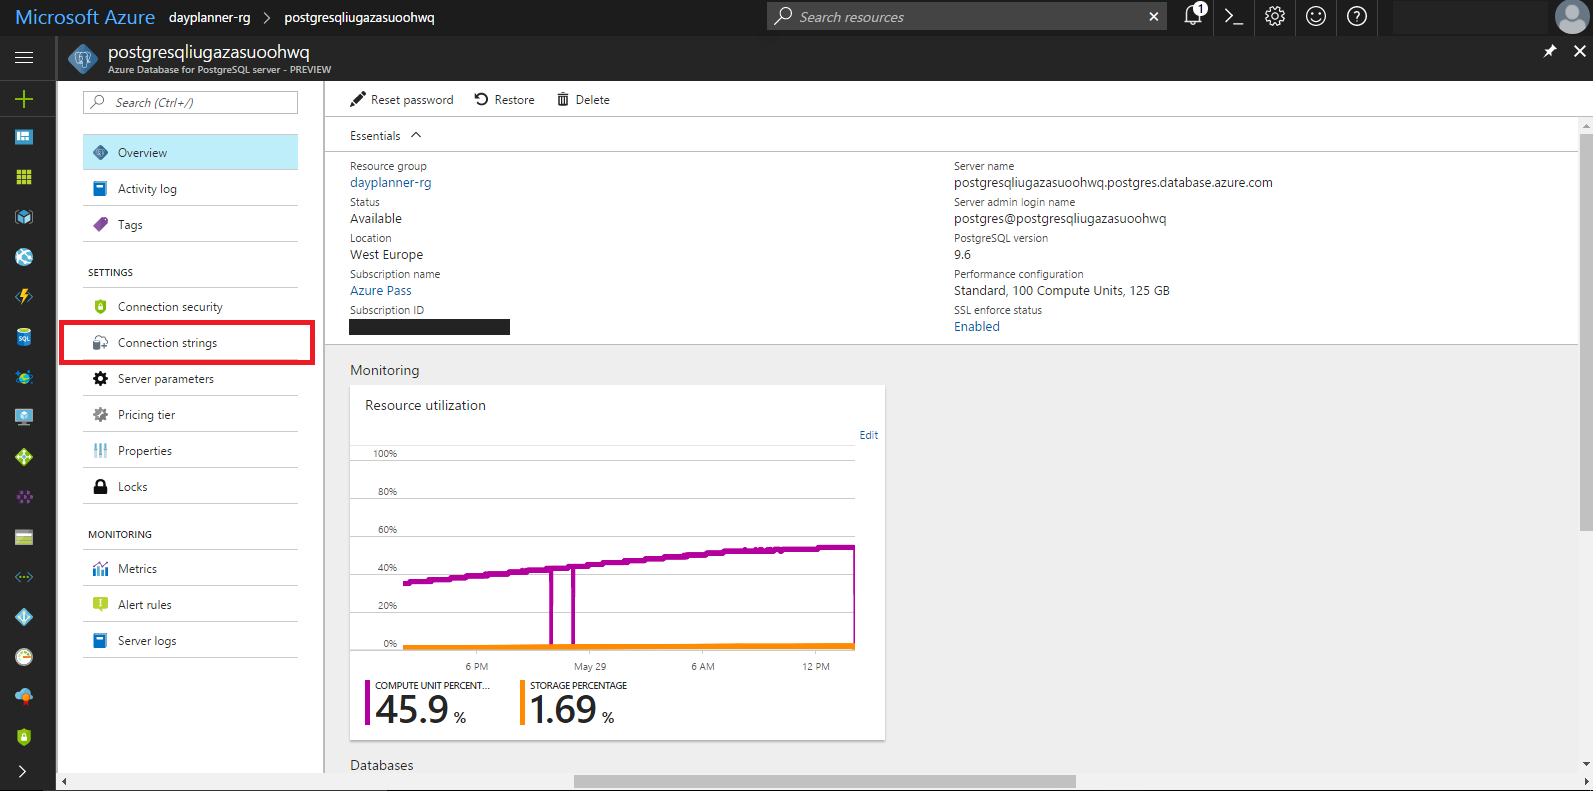 Microsoft Azure dayplanner-rg > postgresqliugazasuoohwq
Search resources
1
postgresqliugazasuoohwq
Azure Database for PostgreSQL server - PREVIEW
Search (Ctrl+/)
Overview
Activity log
Tags
SETTINGS
Connection security
Connection strings
Server parameters
Pricing tier
Properties
Locks
MONITORING
Metrics
Alert rules
Server logs
Reset password Restore Delete
Essentials
Resource group
dayplanner-rg
Status
Available
Location
West Europe
Subscription name
Azure Pass
Subscription ID
Server name
postgresqliugazasuoohwq.postgres.database.azure.com
Server admin login name
postgres@postgresqliugazasuoohwq
PostgreSQL version
9.6
Performance configuration
Standard, 100 Compute Units, 125 GB
SSL enforce status
Enabled
Monitoring
Resource utilization
Edit
100%
80%
60%
40%
20%
0%
6 PM May 29 6 AM 12 PM
COMPUTE UNIT PERCENT...
45.9 %
STORAGE PERCENTAGE
1.69 %
Databases
SQL